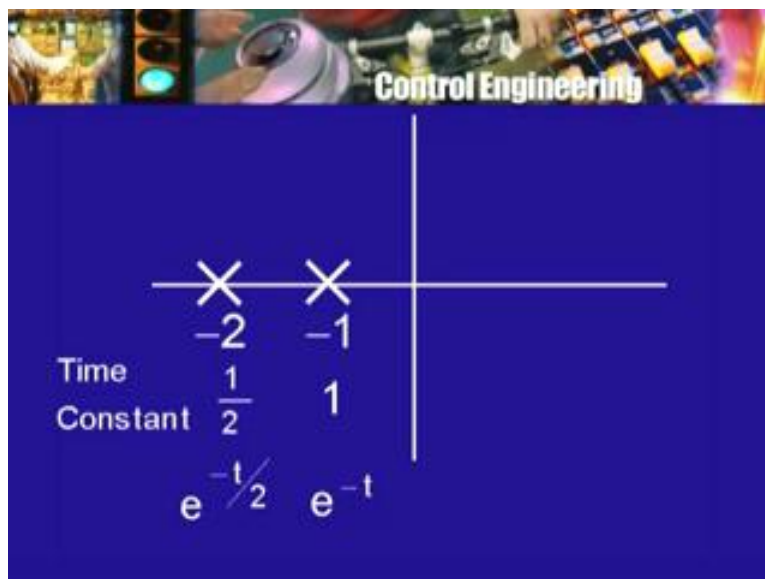 Control Engineering
−2 −1
Time
Constant 1/2 1
e^(−t/2) e^(−t)